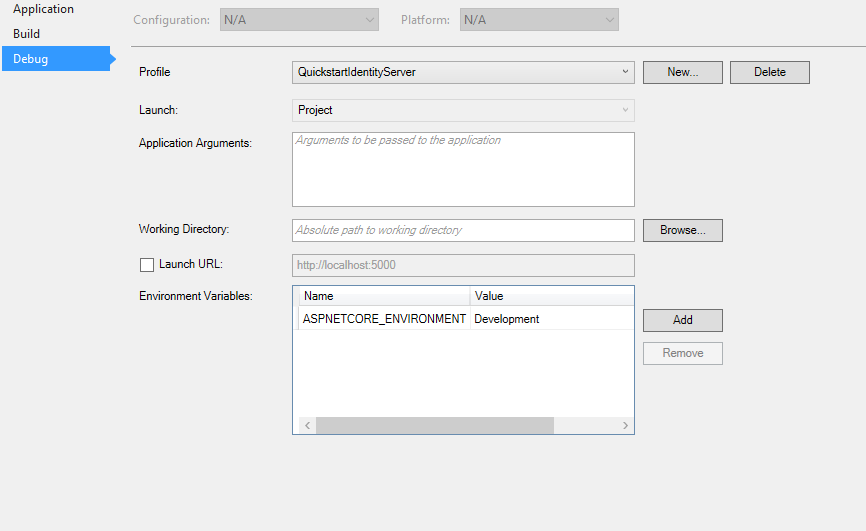 Application
Configuration: N/A Platform: N/A
Build
Debug
Profile QuickstartIdentityServer New... Delete
Launch: Project
Application Arguments: Arguments to be passed to the application
Working Directory: Absolute path to working directory Browse...
Launch URL: http://localhost:5000
Environment Variables: Name Value
ASPNETCORE_ENVIRONMENT Development Add
Remove